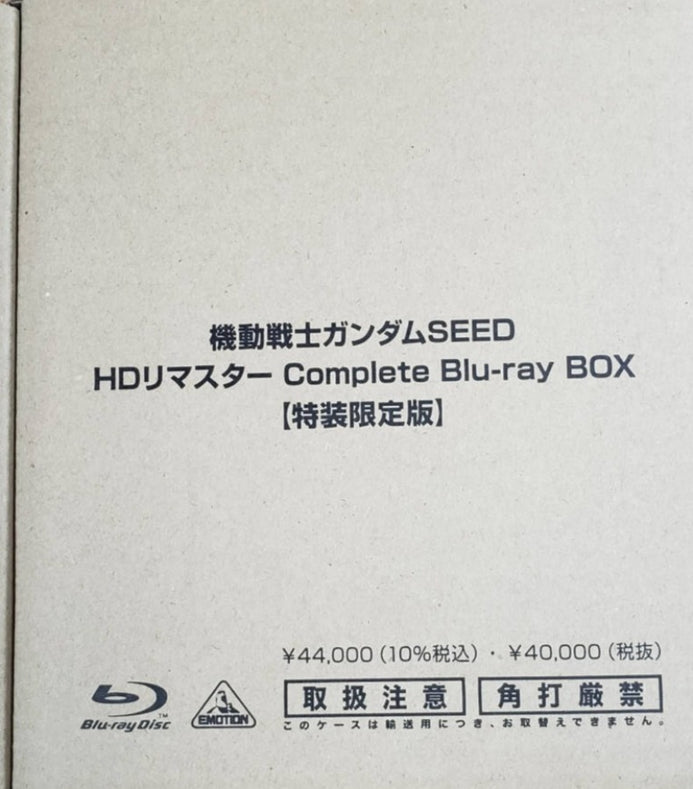 機動戦士ガンダムSEED
HDリマスター Complete Blu-ray BOX
【特装限定版】
¥44,000(10%税込)・¥40,000(税抜)
Blu-ray Disc™
EMOTION
取扱注意 角打厳禁
このケースは輸送用につき、お取替えできません。